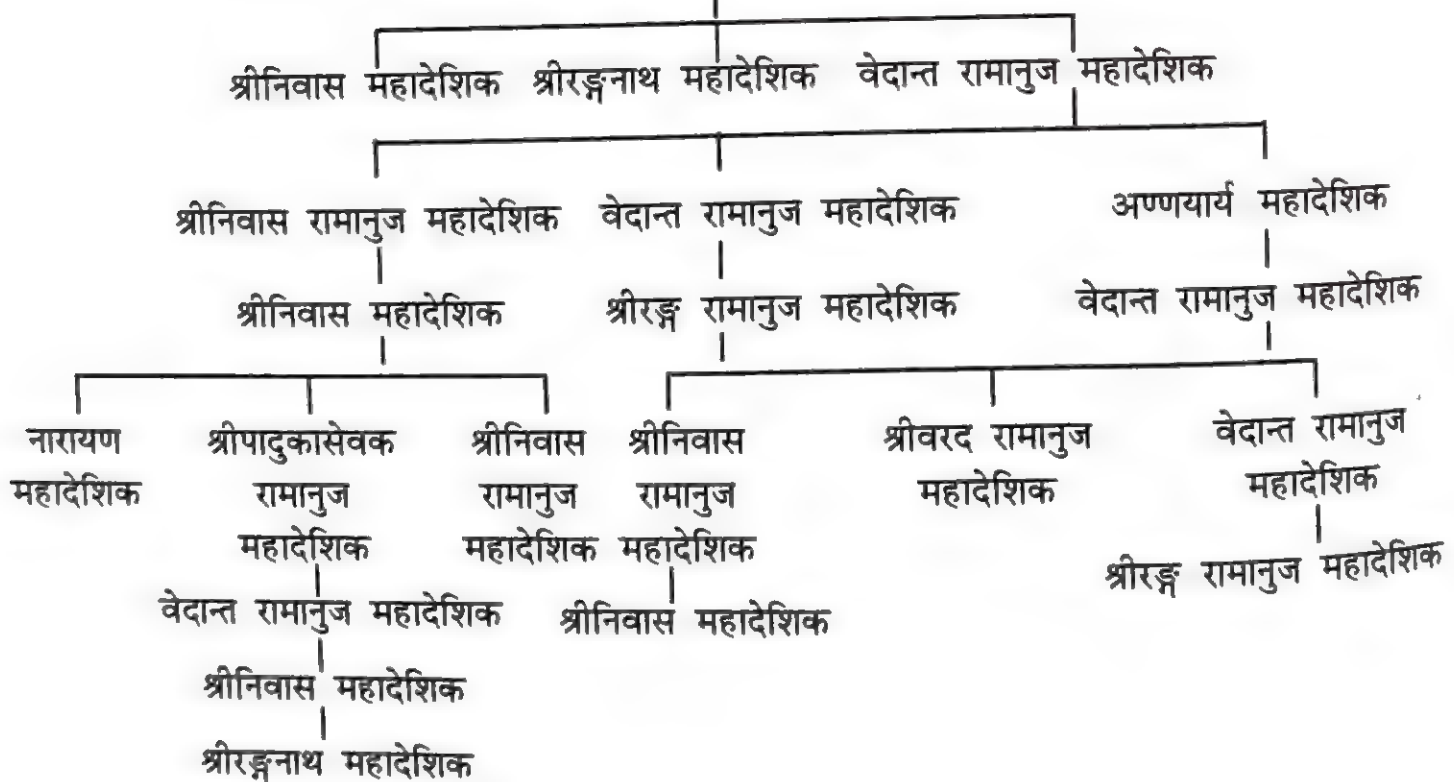 श्रीनिवास महादेशिक श्रीरङ्गनाथ महादेशिक वेदान्त रामानुज महादेशिक
श्रीनिवास रामानुज महादेशिक वेदान्त रामानुज महादेशिक अण्णयार्य महादेशिक
श्रीनिवास महादेशिक श्रीरङ्ग रामानुज महादेशिक वेदान्त रामानुज महादेशिक
नारायण श्रीपादुकासेवक श्रीनिवास श्रीनिवास श्रीवरद रामानुज वेदान्त रामानुज
महादेशिक रामानुज रामानुज रामानुज महादेशिक महादेशिक
महादेशिक महादेशिक महादेशिक श्रीरङ्ग रामानुज महादेशिक
वेदान्त रामानुज महादेशिक श्रीनिवास महादेशिक
श्रीनिवास महादेशिक
श्रीरङ्गनाथ महादेशिक